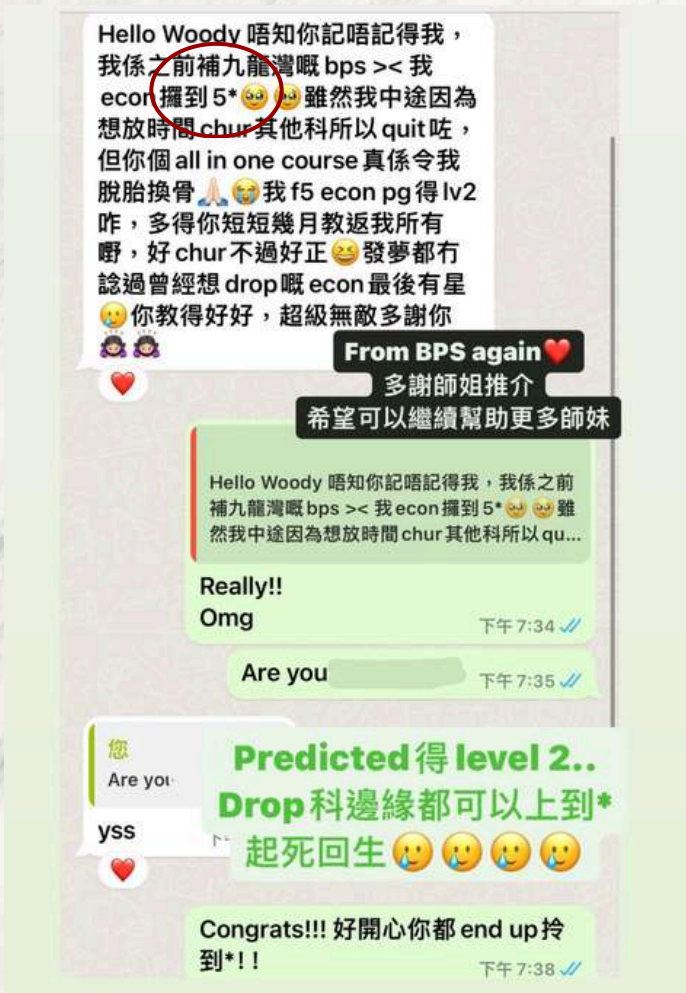 Hello Woody 唔知你記唔記得我，
我係之前補九龍灣嘅 bps >< 我
econ 攞到 5*🥹🥹雖然我中途因為
想放時間 chur 其他科所以 quit 咗，
但你個 all in one course 真係令我
脫胎換骨🙏🏻😭我 f5 econ pg 得 lv2
咋，多得你短短幾月教返我所有
嘢，好 chur 不過好正😆發夢都冇
諗過曾經想 drop 嘅 econ 最後有星
🥲你教得好好，超級無敵多謝你
🙇🏻‍♀️🙇🏻‍♀️
❤️
From BPS again❤️
多謝師姐推介
希望可以繼續幫助更多師妹
Hello Woody 唔知你記唔記得我，我係之前
補九龍灣嘅 bps >< 我 econ 攞到 5*🥹🥹雖
然我中途因為想放時間 chur 其他科所以 qu...
Really!!
Omg
下午 7:34
Are you
下午 7:35
您
Are you
yss
❤️
Predicted 得 level 2..
Drop 科邊緣都可以上到*
起死回生🥲🥲🥲🥲
Congrats!!! 好開心你都 end up 拎
到*!!
下午 7:38